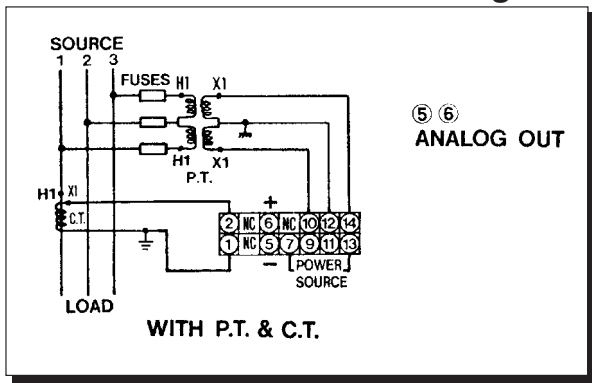 SOURCE
1 2 3
FUSES H1 X1
H1 X1
P.T.
⑤ ⑥
ANALOG OUT
H1 X1
C.T.
+
② NC ⑥ NC ⑩ ⑫ ⑭
① NC ⑤ ⑦ ⑨ ⑪ ⑬
−
POWER
SOURCE
LOAD
WITH P.T. & C.T.